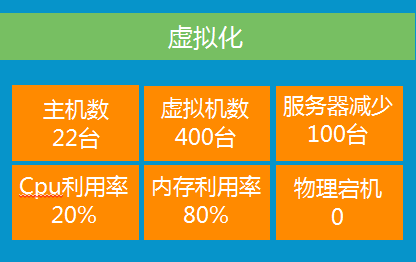 虚拟化
主机数
22台
虚拟机数
400台
服务器减少
100台
Cpu利用率
20%
内存利用率
80%
物理宕机
0